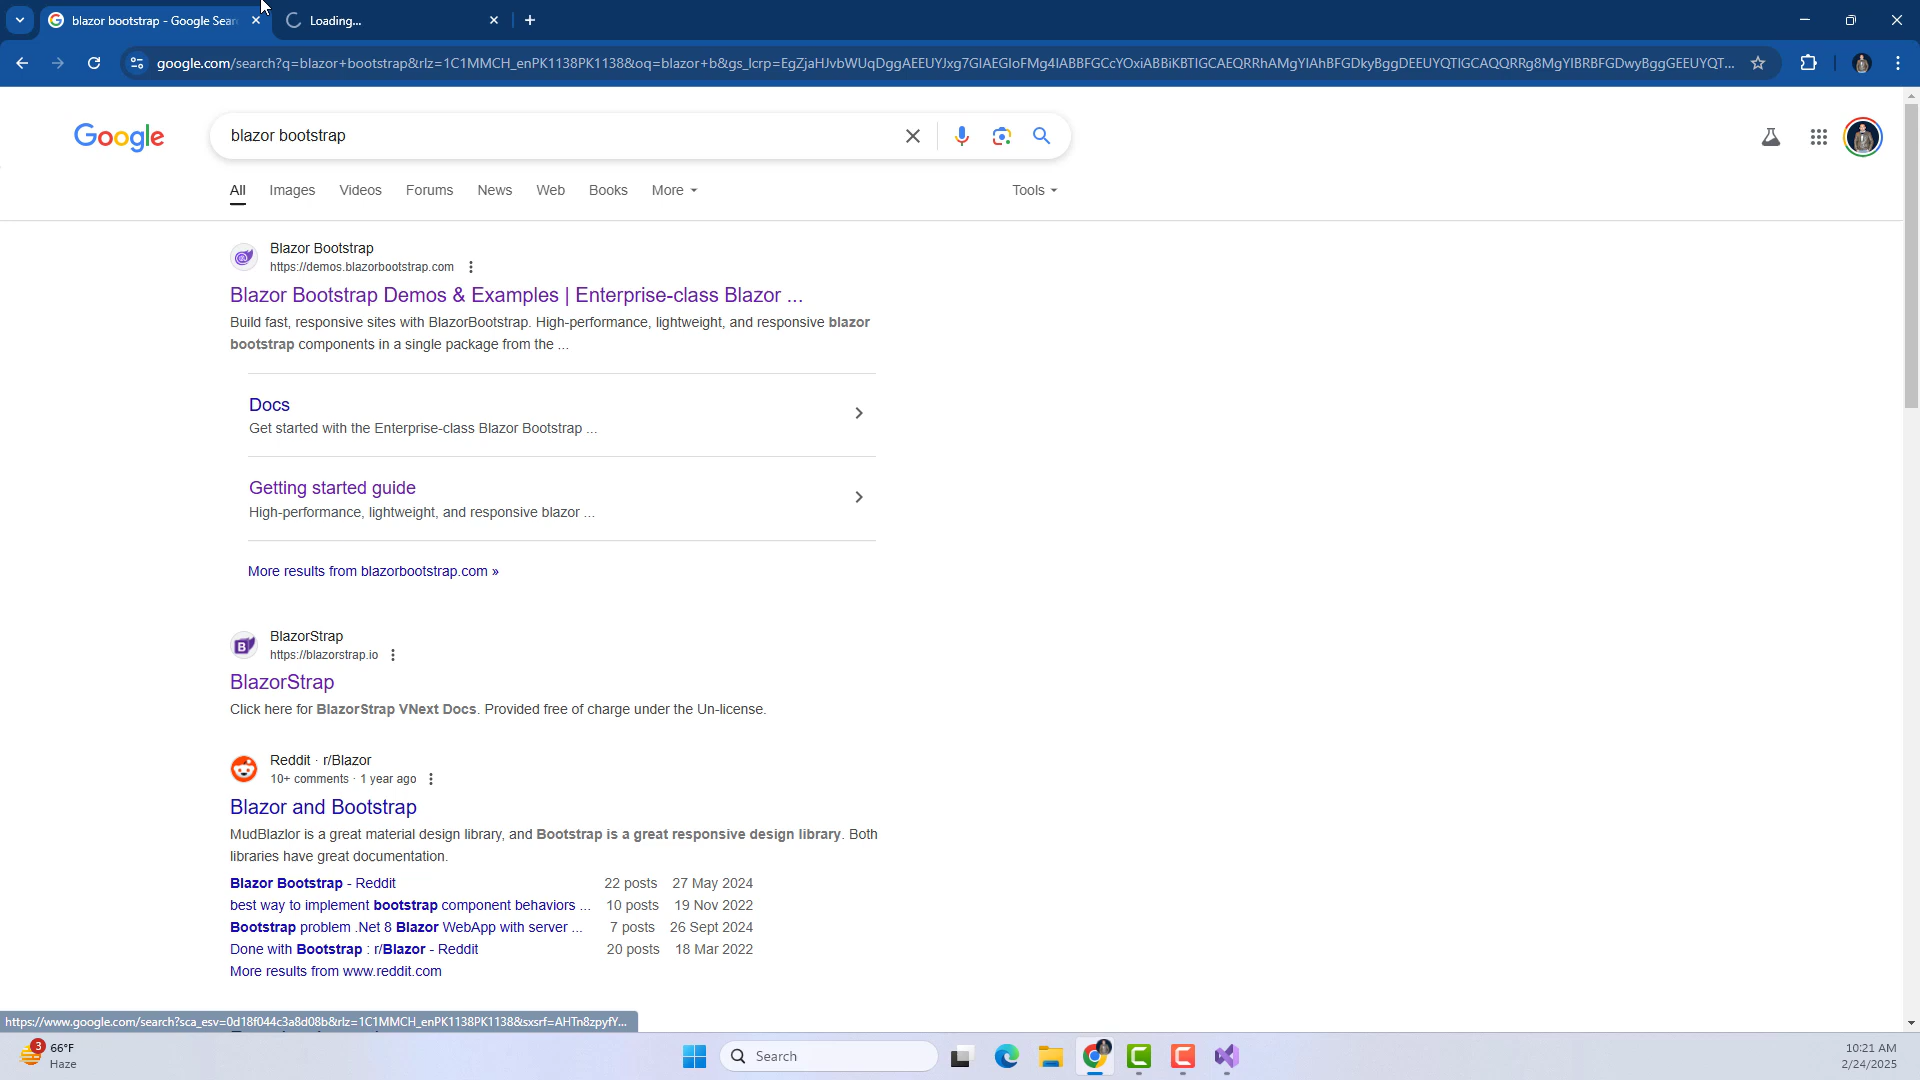 blazor bootstrap - Google Sear
Loading...
google.com/search?q=blazor+bootstrap&rlz=1C1MMCH_enPK1138PK1138&oq=blazor+b&gs_lcrp=EgZjaHJvbWUqDggAEEUYJxg7GIAEGIoFMg4IABBFGCcYOxiABBiKBTIGCAEQRRhAMgYIAhBFGDkyBggDEEUYQTIGCAQQRRg8MgYIBRBFGDwyBggGEEUYQT...
Google
blazor bootstrap
All Images Videos Forums News Web Books More Tools
Blazor Bootstrap
https://demos.blazorbootstrap.com
Blazor Bootstrap Demos & Examples | Enterprise-class Blazor ...
Build fast, responsive sites with BlazorBootstrap. High-performance, lightweight, and responsive blazor
bootstrap components in a single package from the ...
Docs
Get started with the Enterprise-class Blazor Bootstrap ...
Getting started guide
High-performance, lightweight, and responsive blazor ...
More results from blazorbootstrap.com »
BlazorStrap
https://blazorstrap.io
BlazorStrap
Click here for BlazorStrap VNext Docs. Provided free of charge under the Un-license.
Reddit · r/Blazor
10+ comments · 1 year ago
Blazor and Bootstrap
MudBlazlor is a great material design library, and Bootstrap is a great responsive design library. Both
libraries have great documentation.
Blazor Bootstrap - Reddit 22 posts 27 May 2024
best way to implement bootstrap component behaviors ... 10 posts 19 Nov 2022
Bootstrap problem .Net 8 Blazor WebApp with server ... 7 posts 26 Sept 2024
Done with Bootstrap : r/Blazor - Reddit 20 posts 18 Mar 2022
More results from www.reddit.com
https://www.google.com/search?sca_esv=0d18f044c3a8d08b&rlz=1C1MMCH_enPK1138PK1138&sxsrf=AHTn8zpyfY...
3
66°F
Haze
Search
10:21 AM
2/24/2025